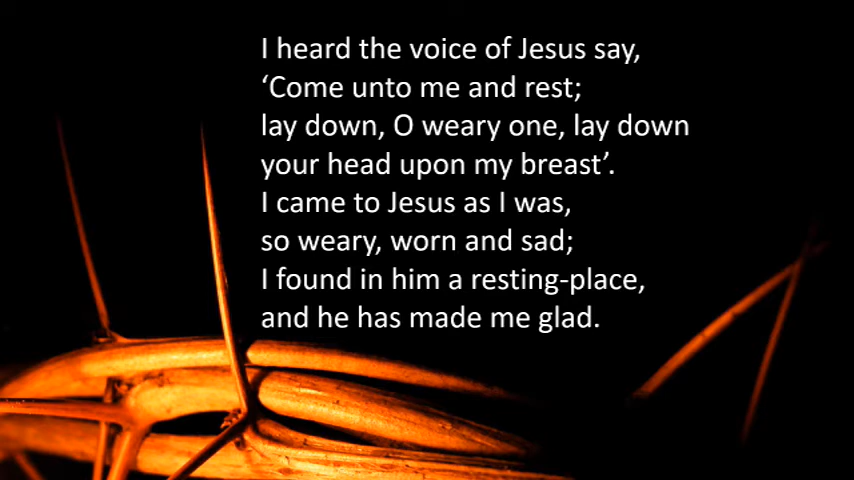 I heard the voice of Jesus say,
‘Come unto me and rest;
lay down, O weary one, lay down
your head upon my breast’.
I came to Jesus as I was,
so weary, worn and sad;
I found in him a resting-place,
and he has made me glad.